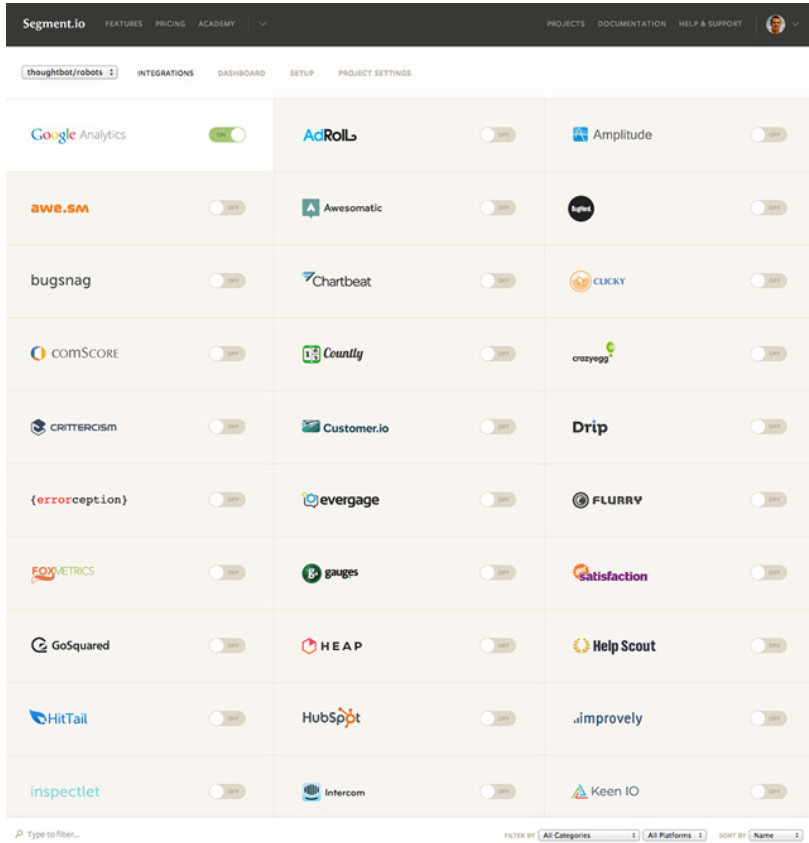 Segment.io FEATURES PRICING ACADEMY PROJECTS DOCUMENTATION HELP & SUPPORT
thoughtbot/robots INTEGRATIONS DASHBOARD SETUP PROJECT SETTINGS
Google Analytics ON AdRoll OFF Amplitude OFF
awe.sm OFF Awesomatic OFF BugHerd OFF
bugsnag OFF Chartbeat OFF CLICKY OFF
comSCORE OFF Countly OFF crazyegg OFF
CRITTERCISM OFF Customer.io OFF Drip OFF
{errorception} OFF evergage OFF FLURRY OFF
FOXMETRICS OFF g. gauges OFF get satisfaction OFF
GoSquared OFF HEAP OFF Help Scout OFF
HitTail OFF HubSpot OFF improvely OFF
inspectlet OFF Intercom OFF Keen IO OFF
Type to filter... FILTER BY All Categories All Platforms SORT BY Name